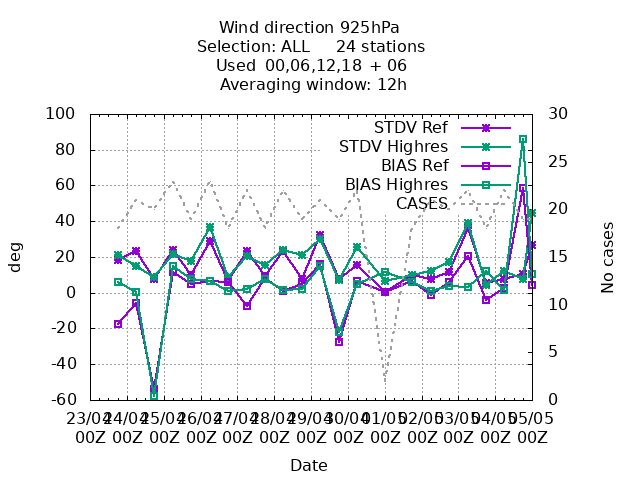 Wind direction 925hPa
Selection: ALL 24 stations
Used 00,06,12,18 + 06
Averaging window: 12h
100 30
STDV Ref
80 25
STDV Highres
BIAS Ref
60 BIAS Highres
CASES 20
40
20 15
0 10
-20
-40 5
-60 0
deg
No cases
23/04 24/04 25/04 26/04 27/04 28/04 29/04 30/04 01/05 02/05 03/05 04/05 05/05
00Z 00Z 00Z 00Z 00Z 00Z 00Z 00Z 00Z 00Z 00Z 00Z 00Z
Date